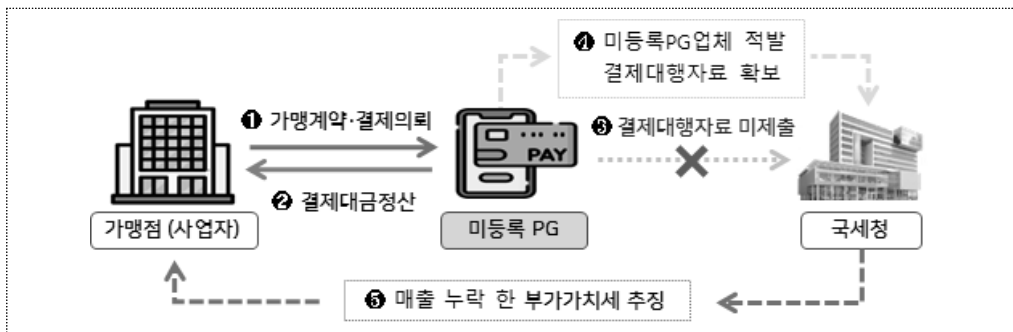 ❹ 미등록PG업체 적발
결제대행자료 확보
❶ 가맹계약·결제의뢰
❸ 결제대행자료 미제출
PAY
❷ 결제대금정산
가맹점 (사업자)
미등록 PG
국세청
❺ 매출 누락 한 부가가치세 추징